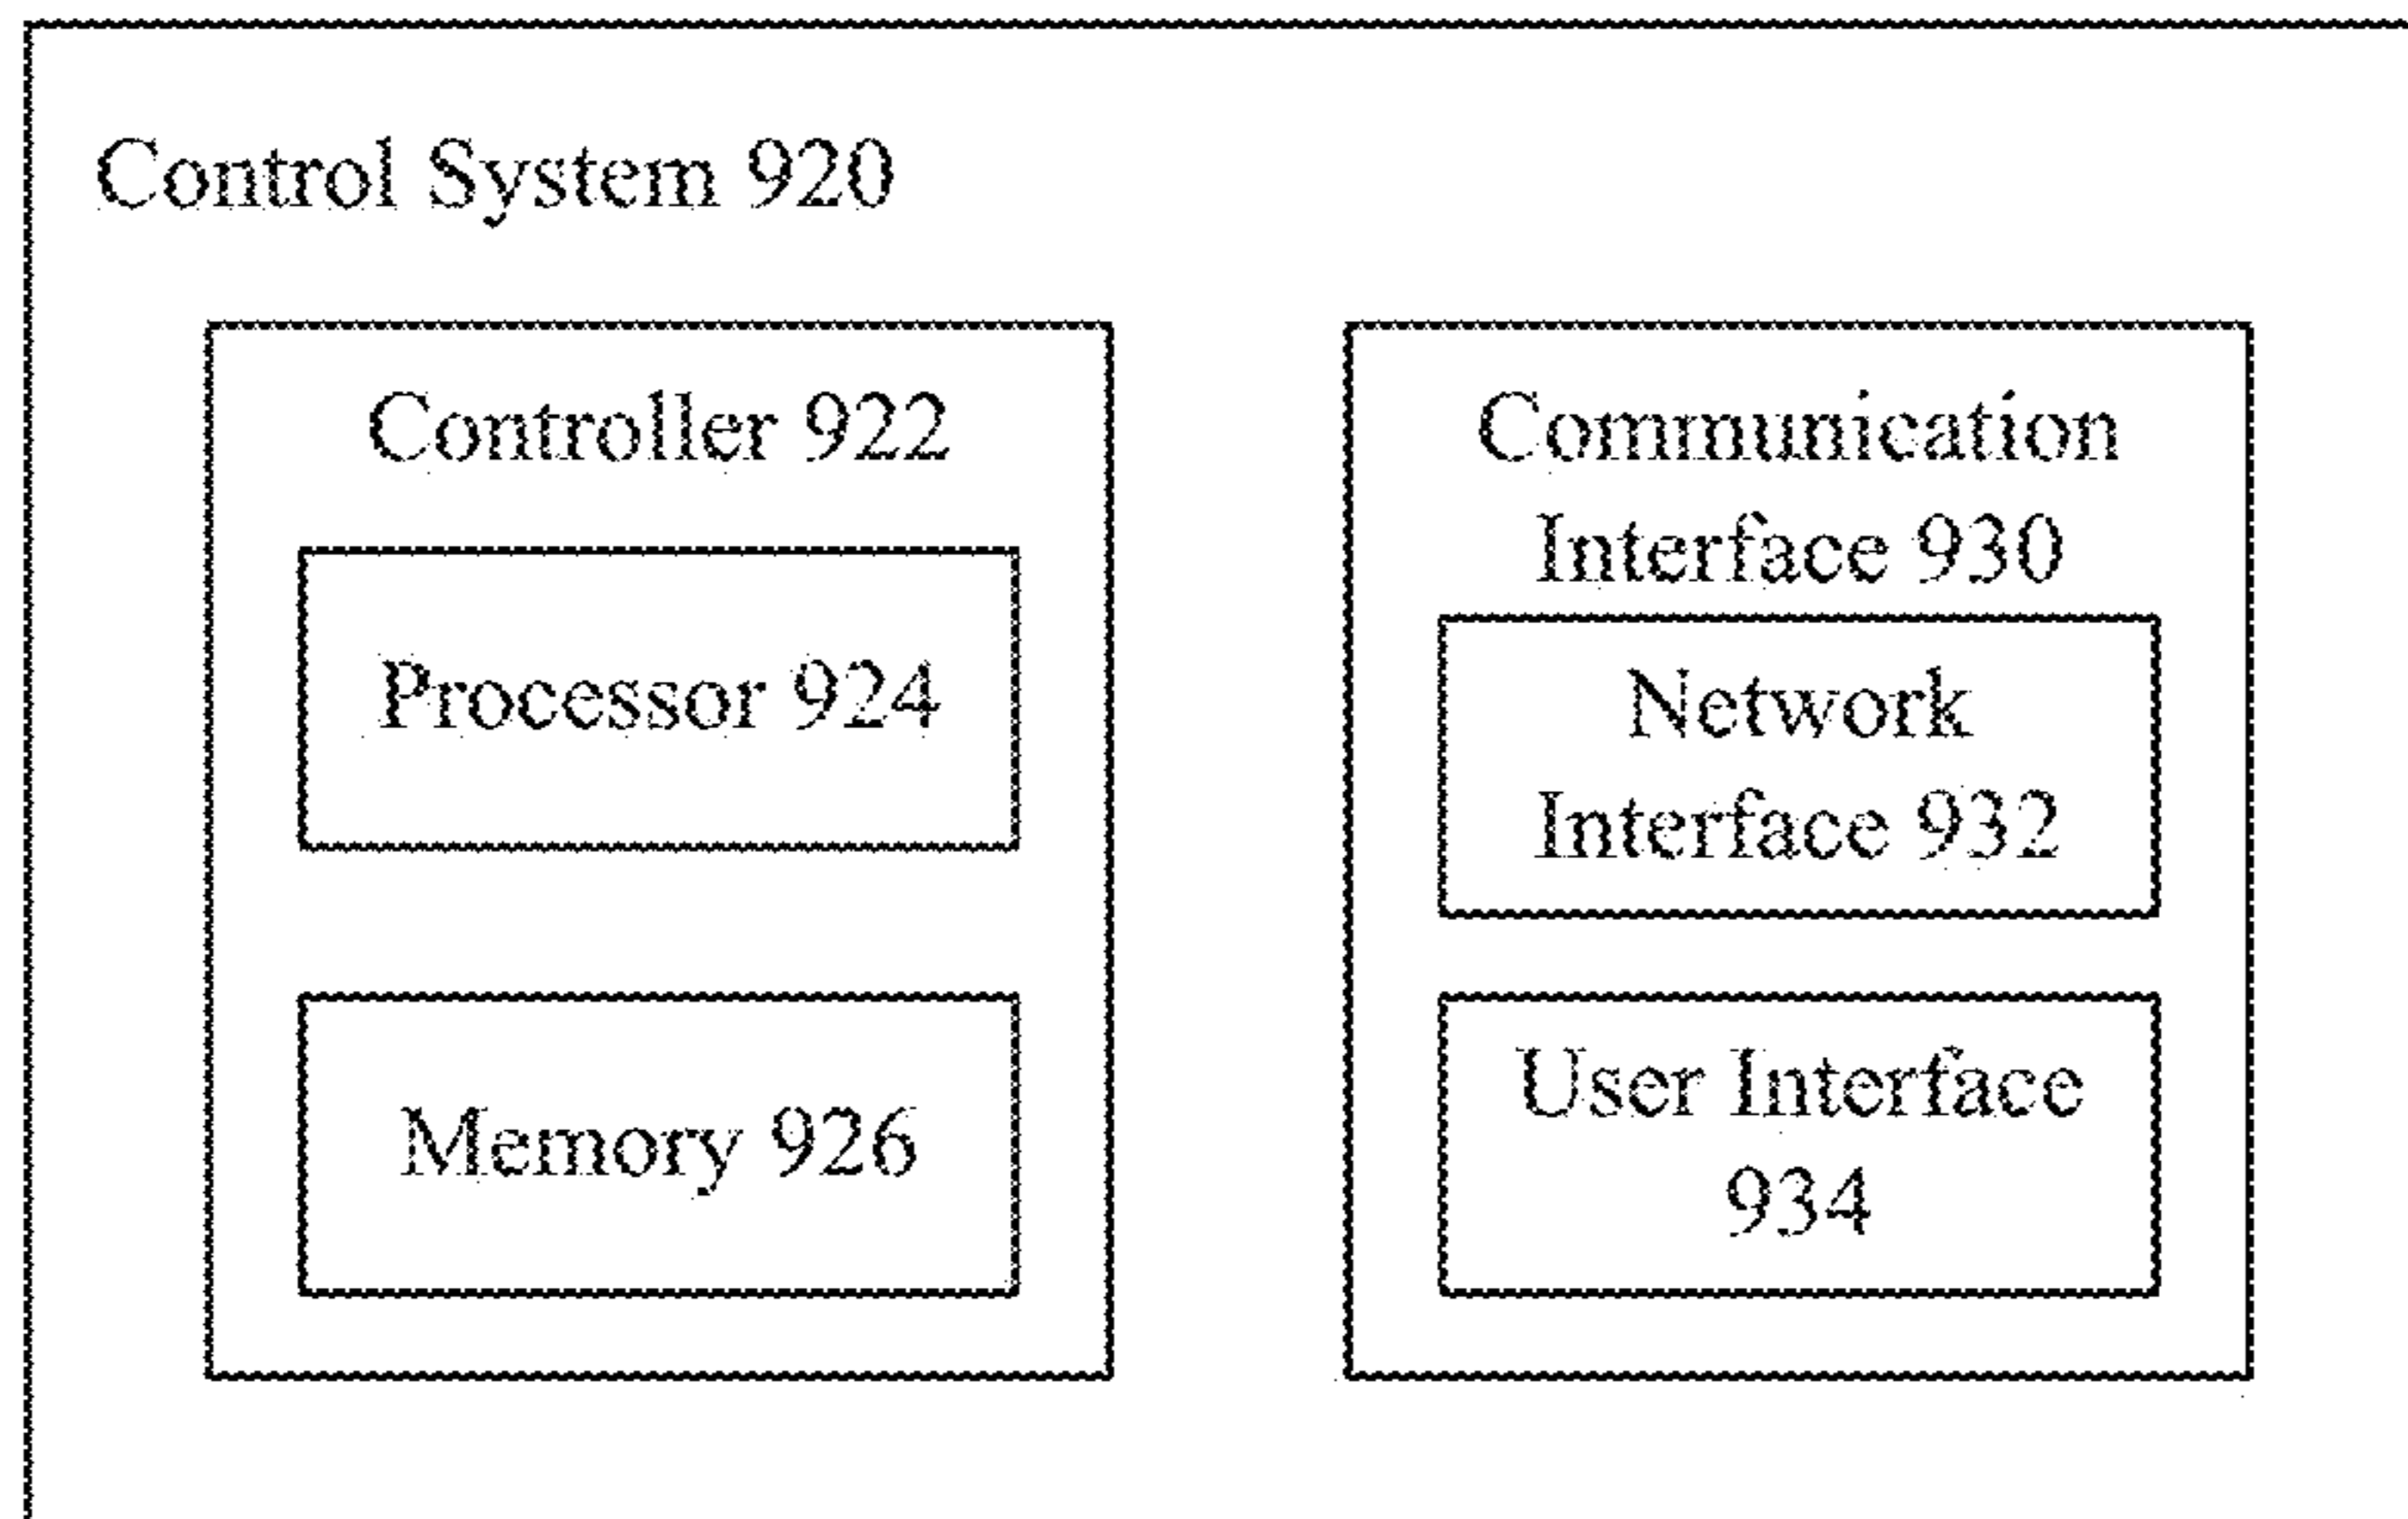 Control System 920
Controller 922
Processor 924
Memory 926
Communication
Interface 930
Network
Interface 932
User Interface
934